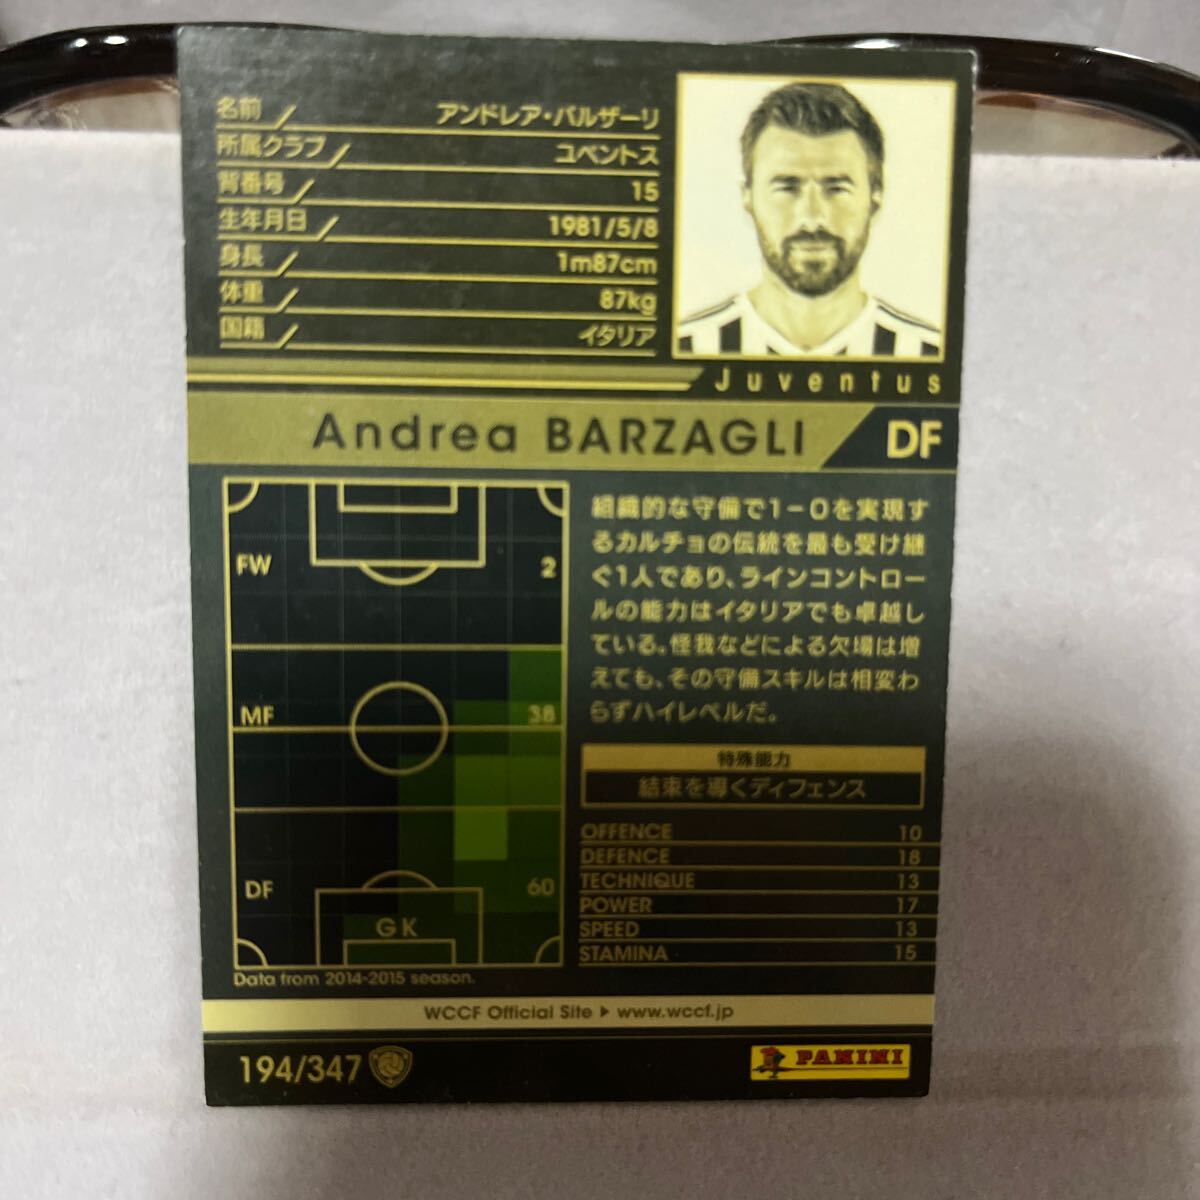 名前 アンドレア・バルザーリ
所属クラブ ユベントス
背番号 15
生年月日 1981/5/8
身長 1m87cm
体重 87kg
国籍 イタリア
Juventus
Andrea BARZAGLI DF
FW 2
MF 38
DF 60
GK
Data from 2014-2015 season.
組織的な守備で1－0を実現す
るカルチョの伝統を最も受け継
ぐ1人であり、ラインコントロー
ルの能力はイタリアでも卓越し
ている。怪我などによる欠場は増
えても、その守備スキルは相変わ
らずハイレベルだ。
特殊能力
結束を導くディフェンス
OFFENCE 10
DEFENCE 18
TECHNIQUE 13
POWER 17
SPEED 13
STAMINA 15
WCCF Official Site ▶ www.wccf.jp
194/347
PANINI